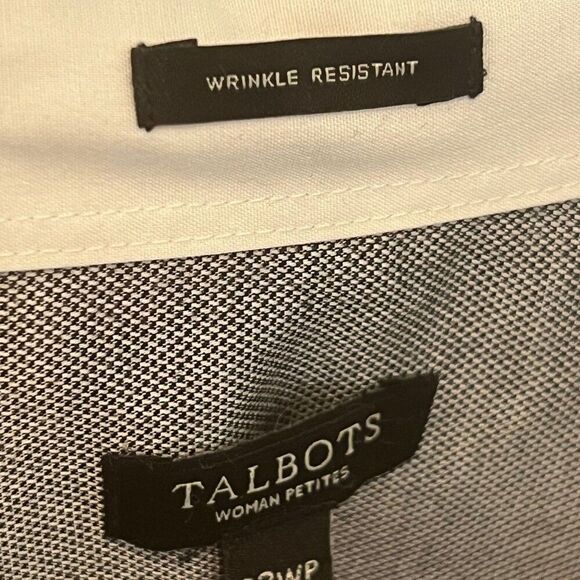 WRINKLE RESISTANT
TALBOTS
WOMAN PETITES